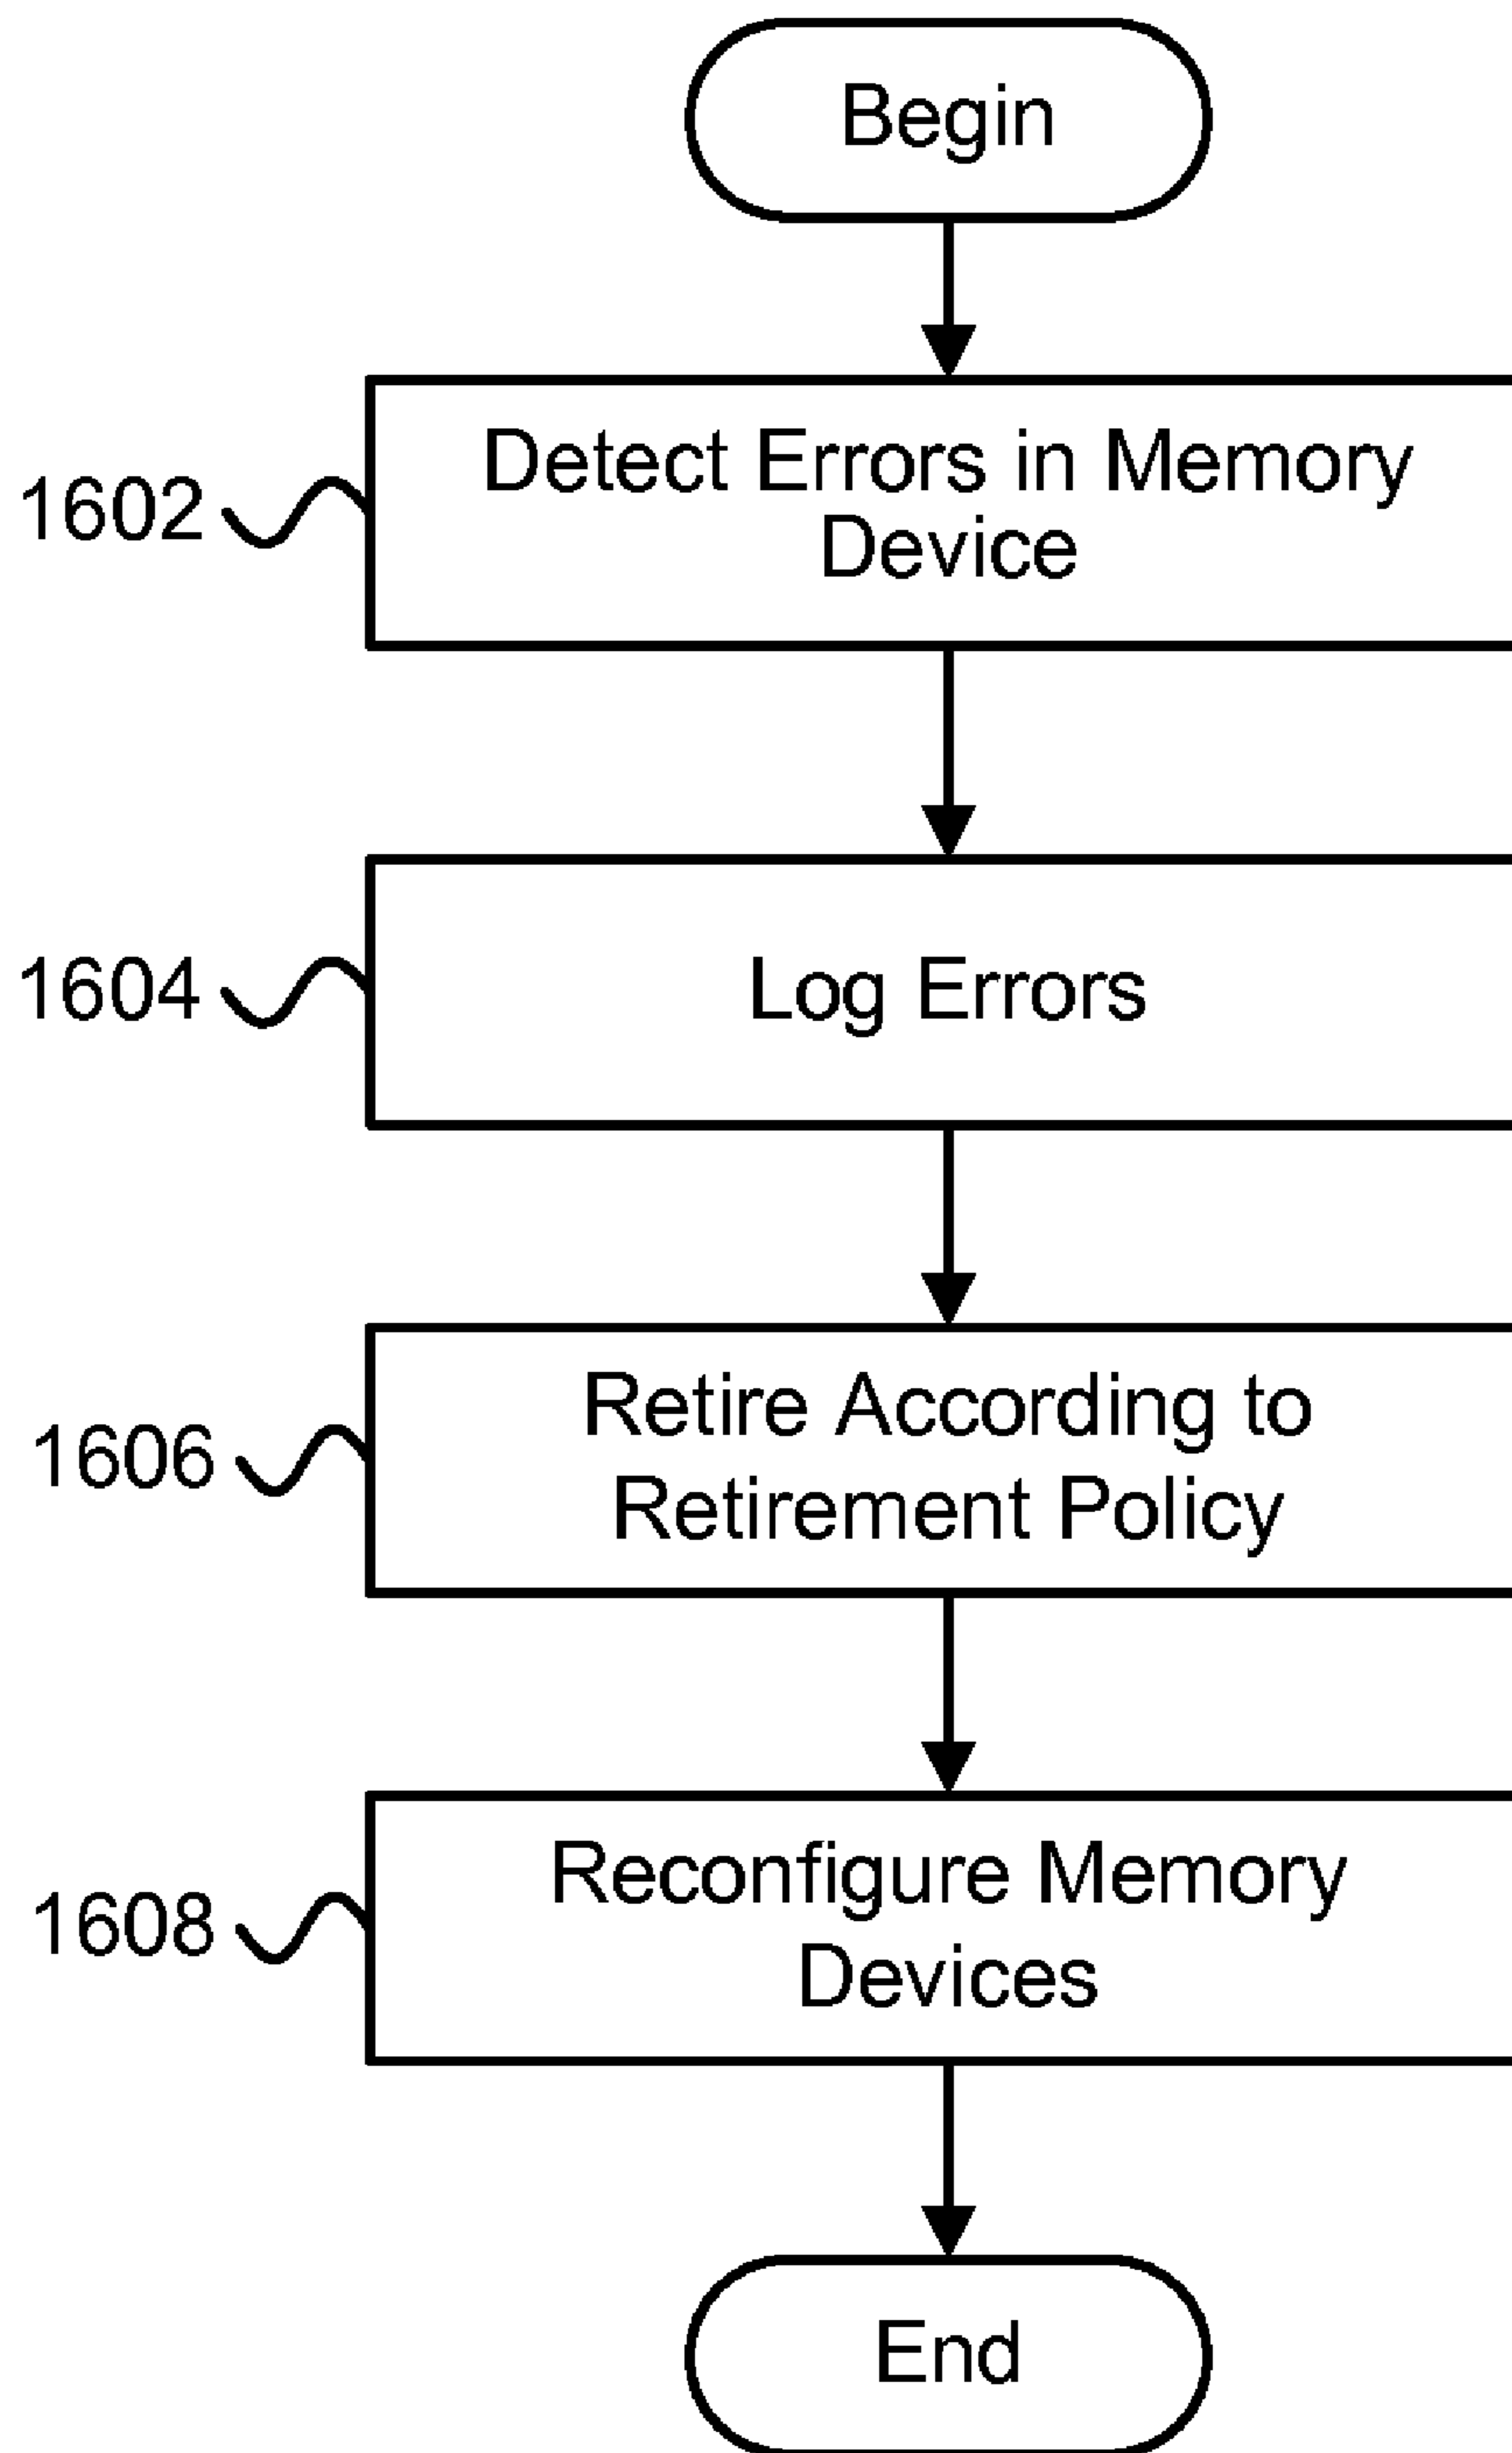 Begin
1602
Detect Errors in Memory
Device
1604
Log Errors
1606
Retire According to
Retirement Policy
1608
Reconfigure Memory
Devices
End